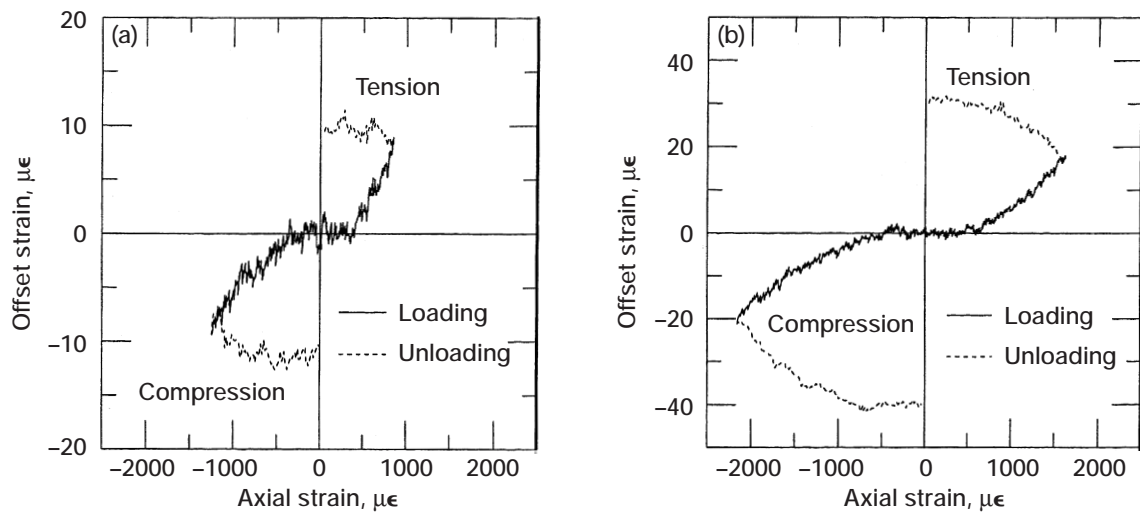 (a)
20
10
0
−10
−20
Offset strain, µϵ
Tension
Compression
Loading
Unloading
−2000 −1000 0 1000 2000
Axial strain, µϵ
(b)
40
20
0
−20
−40
Offset strain, µϵ
Tension
Compression
Loading
Unloading
−2000 −1000 0 1000 2000
Axial strain, µϵ